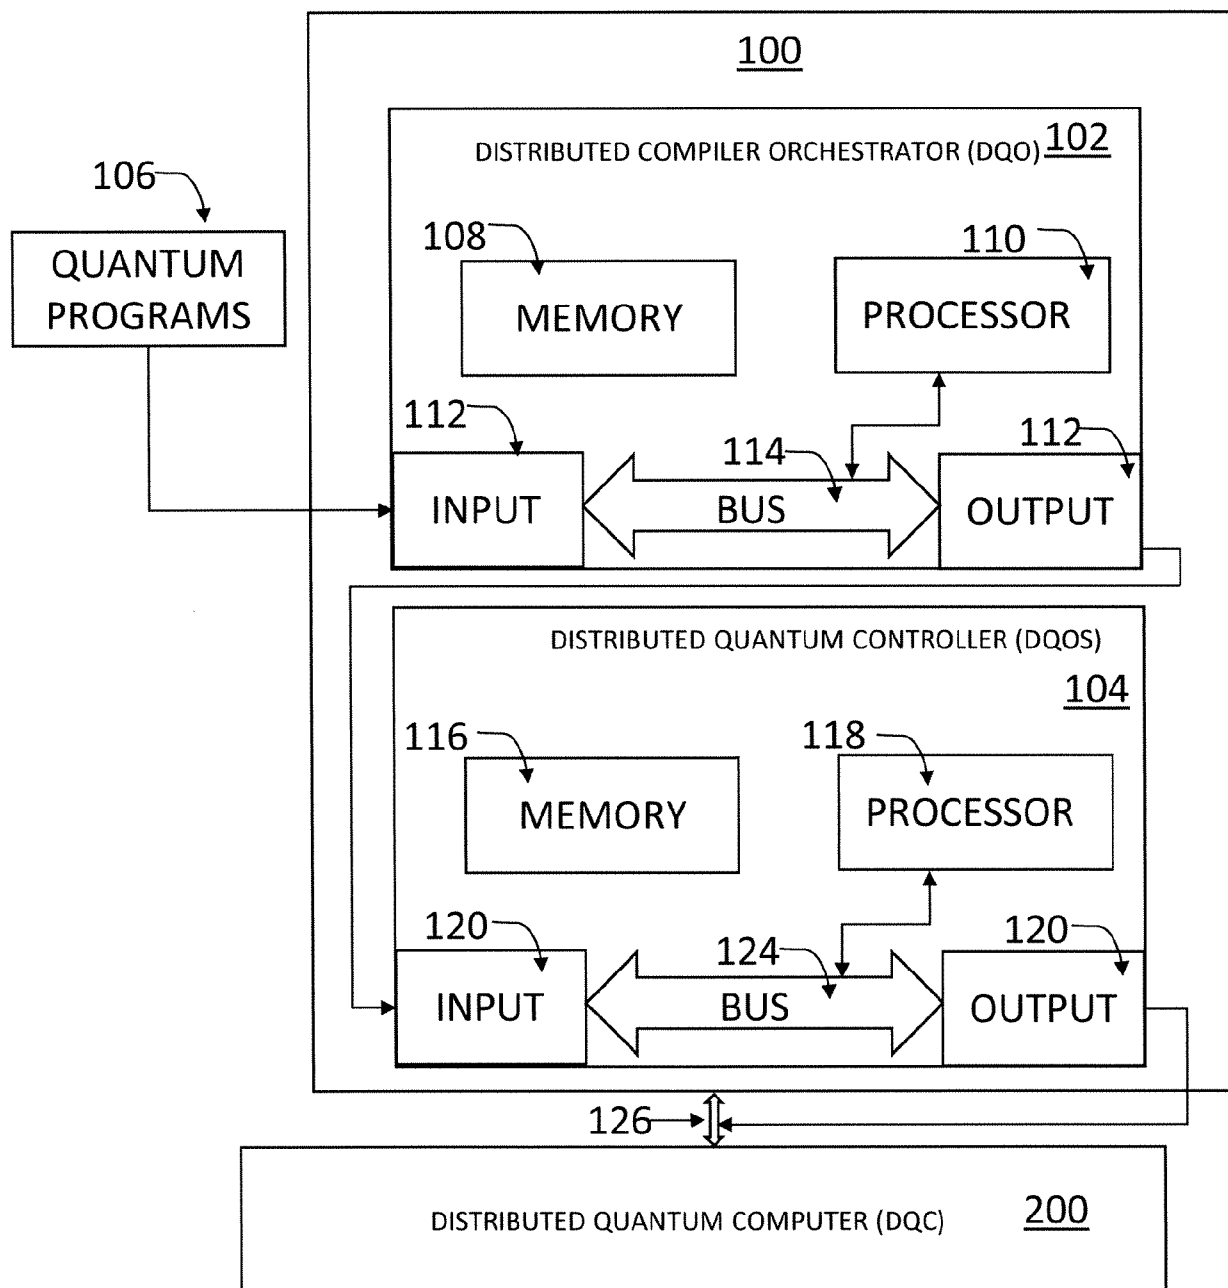 100
DISTRIBUTED COMPILER ORCHESTRATOR (DQO) 102
106
QUANTUM
PROGRAMS
108
MEMORY
110
PROCESSOR
112
INPUT
114
BUS
112
OUTPUT
DISTRIBUTED QUANTUM CONTROLLER (DQOS)
104
116
MEMORY
118
PROCESSOR
120
INPUT
124
BUS
120
OUTPUT
126
DISTRIBUTED QUANTUM COMPUTER (DQC) 200